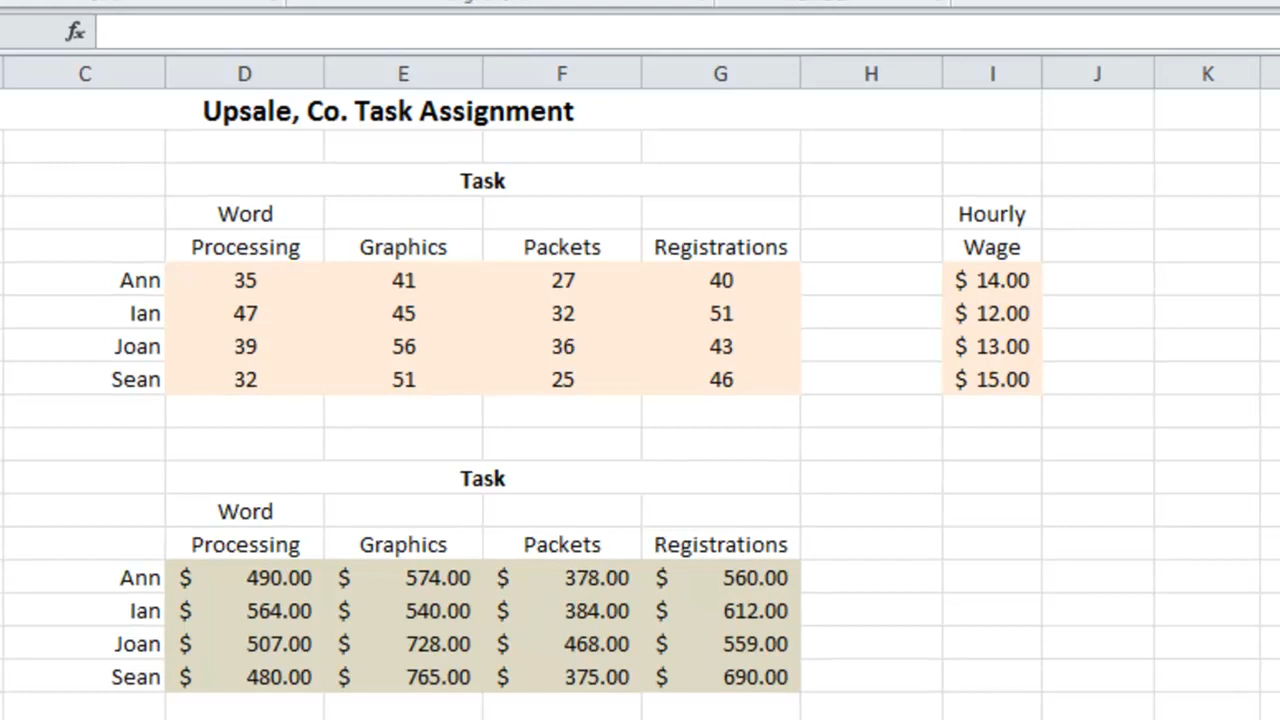 fx
C D E F G H I J K
Upsale, Co. Task Assignment
Task
Word Hourly
Processing Graphics Packets Registrations Wage
Ann 35 41 27 40 $ 14.00
Ian 47 45 32 51 $ 12.00
Joan 39 56 36 43 $ 13.00
Sean 32 51 25 46 $ 15.00
Task
Word
Processing Graphics Packets Registrations
Ann $ 490.00 $ 574.00 $ 378.00 $ 560.00
Ian $ 564.00 $ 540.00 $ 384.00 $ 612.00
Joan $ 507.00 $ 728.00 $ 468.00 $ 559.00
Sean $ 480.00 $ 765.00 $ 375.00 $ 690.00